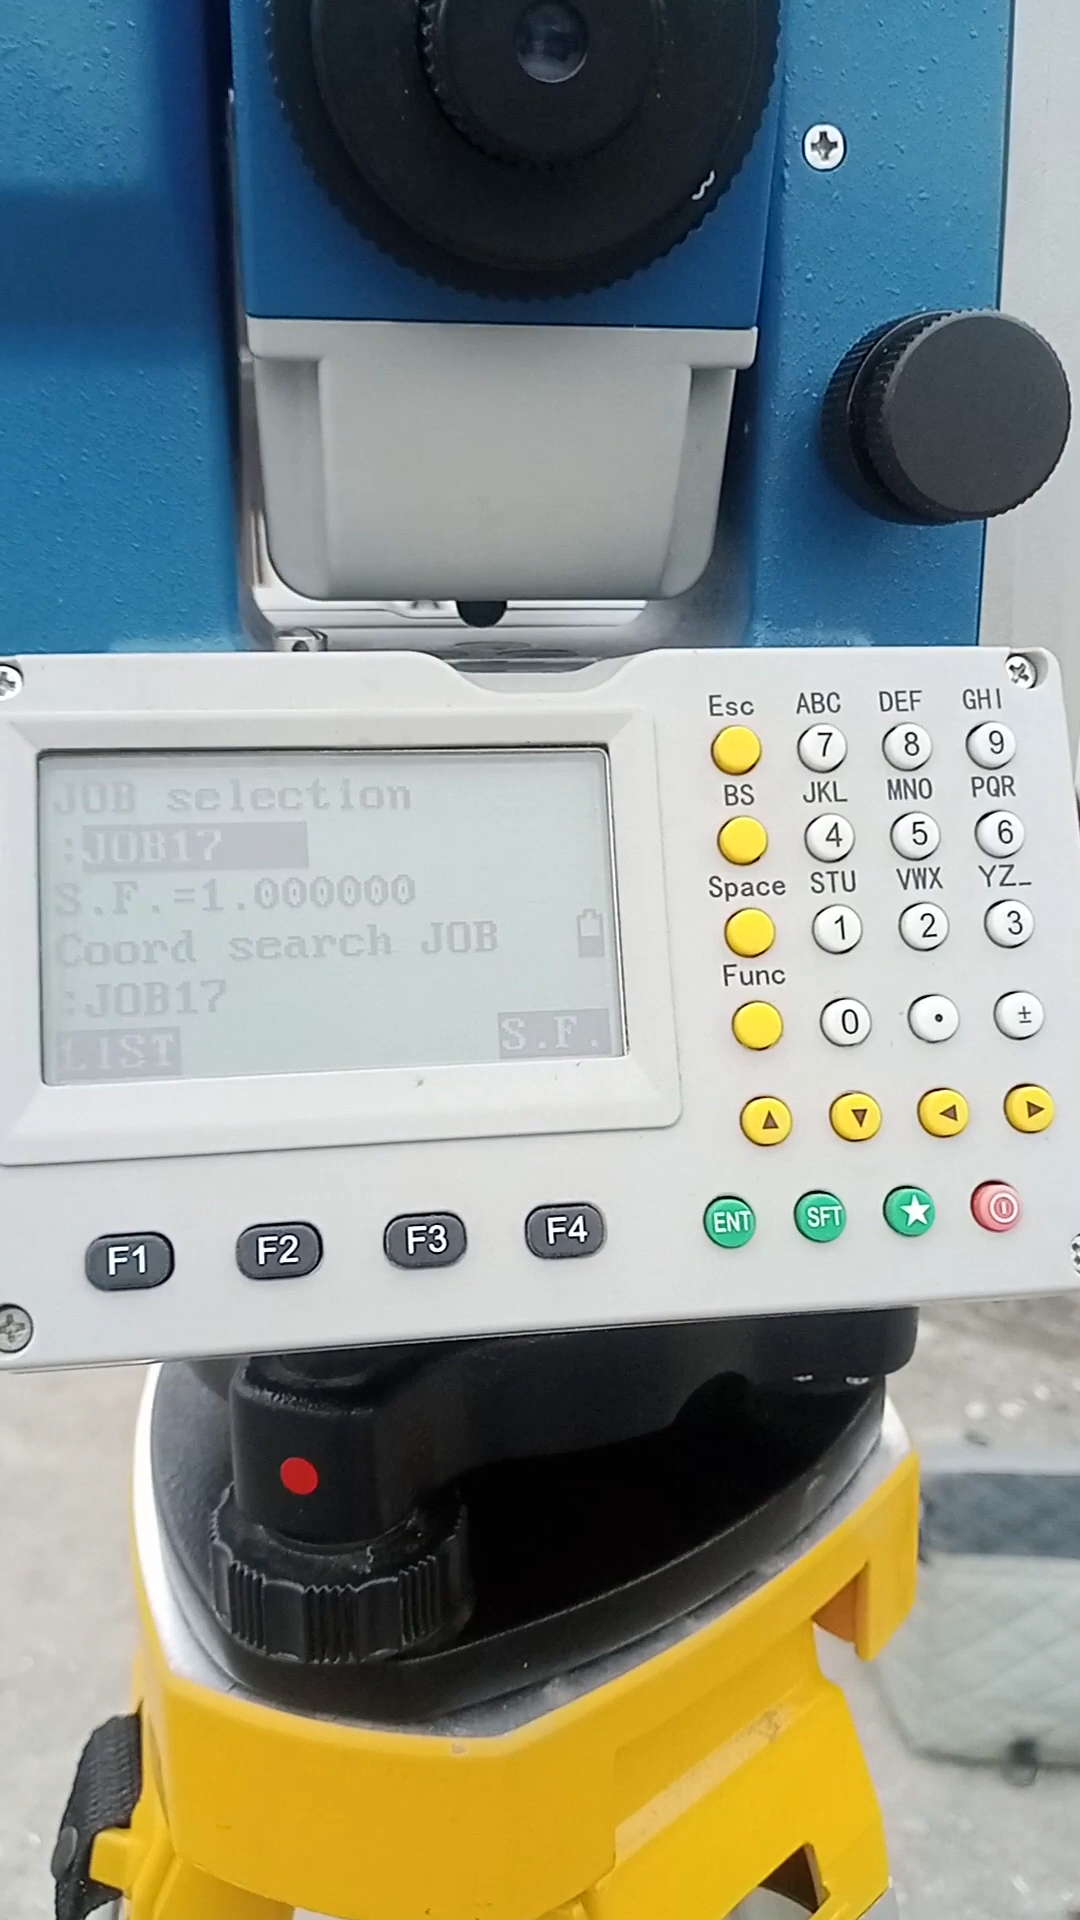 JOB selection
:JOB17
S.F.=1.000000
Coord search JOB
:JOB17
LIST S.F.
Esc ABC DEF GHI
7 8 9
BS JKL MNO PQR
4 5 6
Space STU VWX YZ_
1 2 3
Func
0 . ±
▲ ▼ ◀ ▶
F1 F2 F3 F4 ENT SFT ★